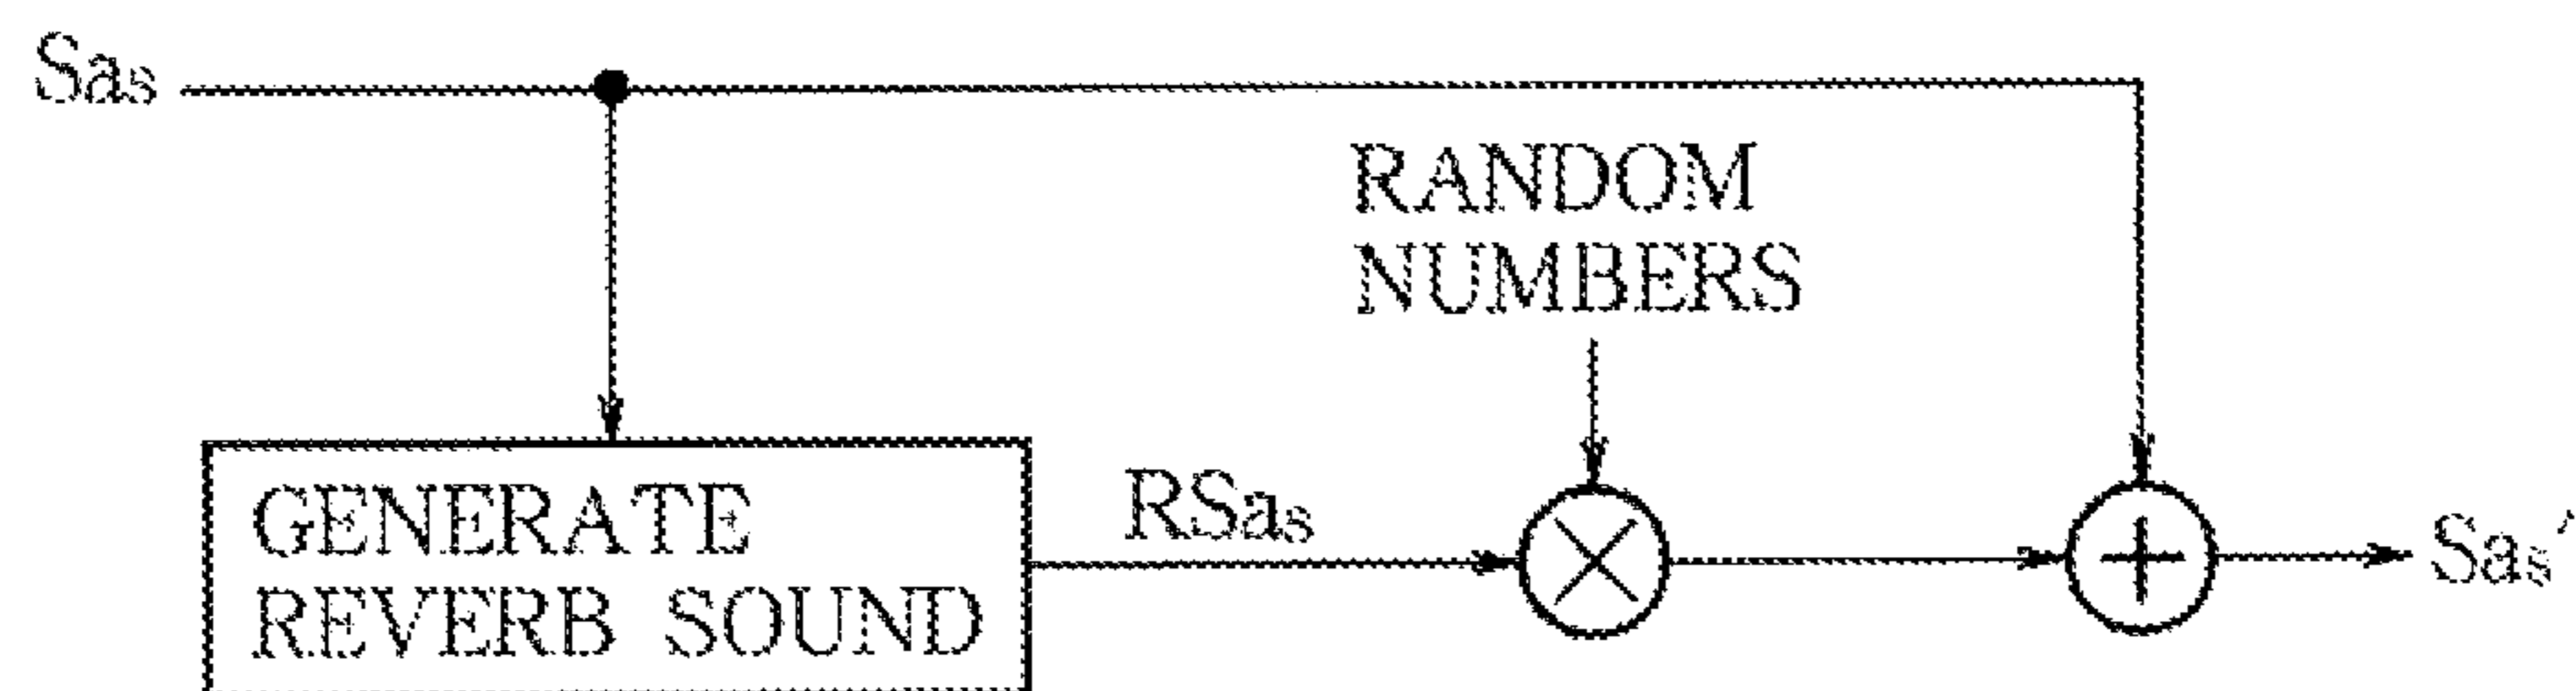 Sas
RANDOM
NUMBERS
GENERATE
REVERB SOUND
RSas
Sas′